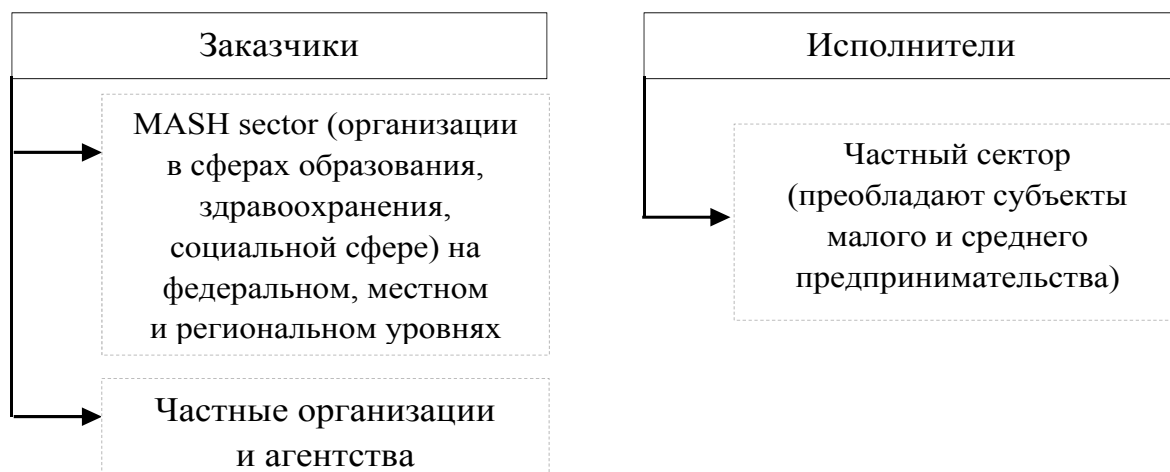 Заказчики
MASH sector (организации
в сферах образования,
здравоохранения,
социальной сфере) на
федеральном, местном
и региональном уровнях
Частные организации
и агентства
Исполнители
Частный сектор
(преобладают субъекты
малого и среднего
предпринимательства)